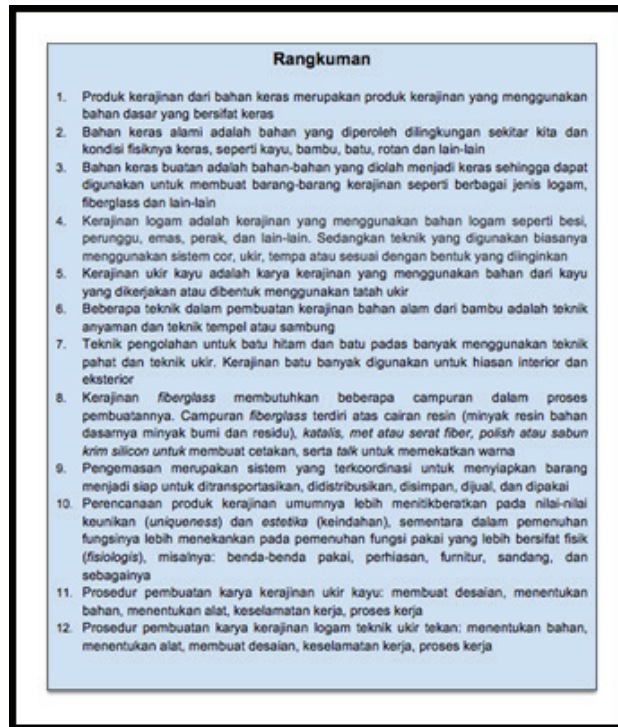 Rangkuman
1. Produk kerajinan dari bahan keras merupakan produk kerajinan yang menggunakan
bahan dasar yang bersifat keras
2. Bahan keras alami adalah bahan yang diperoleh dilingkungan sekitar kita dan
kondisi fisiknya keras, seperti kayu, bambu, batu, rotan dan lain-lain
3. Bahan keras buatan adalah bahan-bahan yang diolah menjadi keras sehingga dapat
digunakan untuk membuat barang-barang kerajinan seperti berbagai jenis logam,
fiberglass dan lain-lain
4. Kerajinan logam adalah kerajinan yang menggunakan bahan logam seperti besi,
perunggu, emas, perak, dan lain-lain. Sedangkan teknik yang digunakan biasanya
menggunakan sistem cor, ukir, tempa atau sesuai dengan bentuk yang diinginkan
5. Kerajinan ukir kayu adalah karya kerajinan yang menggunakan bahan dari kayu
yang dikerjakan atau dibentuk menggunakan tatah ukir
6. Beberapa teknik dalam pembuatan kerajinan bahan alam dari bambu adalah teknik
anyaman dan teknik tempel atau sambung
7. Teknik pengolahan untuk batu hitam dan batu padas banyak menggunakan teknik
pahat dan teknik ukir. Kerajinan batu banyak digunakan untuk hiasan interior dan
eksterior
8. Kerajinan fiberglass membutuhkan beberapa campuran dalam proses
pembuatannya. Campuran fiberglass terdiri atas cairan resin (minyak resin bahan
dasarnya minyak bumi dan residu), katalis, met atau serat fiber, polish atau sabun
krim silicon untuk membuat cetakan, serta talk untuk memekatkan warna
9. Pengemasan merupakan sistem yang terkoordinasi untuk menyiapkan barang
menjadi siap untuk ditransportasikan, didistribusikan, disimpan, dijual, dan dipakai
10. Perencanaan produk kerajinan umumnya lebih menitikberatkan pada nilai-nilai
keunikan (uniqueness) dan estetika (keindahan), sementara dalam pemenuhan
fungsinya lebih menekankan pada pemenuhan fungsi pakai yang lebih bersifat fisik
(fisiologis), misalnya: benda-benda pakai, perhiasan, furnitur, sandang, dan
sebagainya
11. Prosedur pembuatan karya kerajinan ukir kayu: membuat desaian, menentukan
bahan, menentukan alat, keselamatan kerja, proses kerja
12. Prosedur pembuatan karya kerajinan logam teknik ukir tekan: menentukan bahan,
menentukan alat, membuat desaian, keselamatan kerja, proses kerja